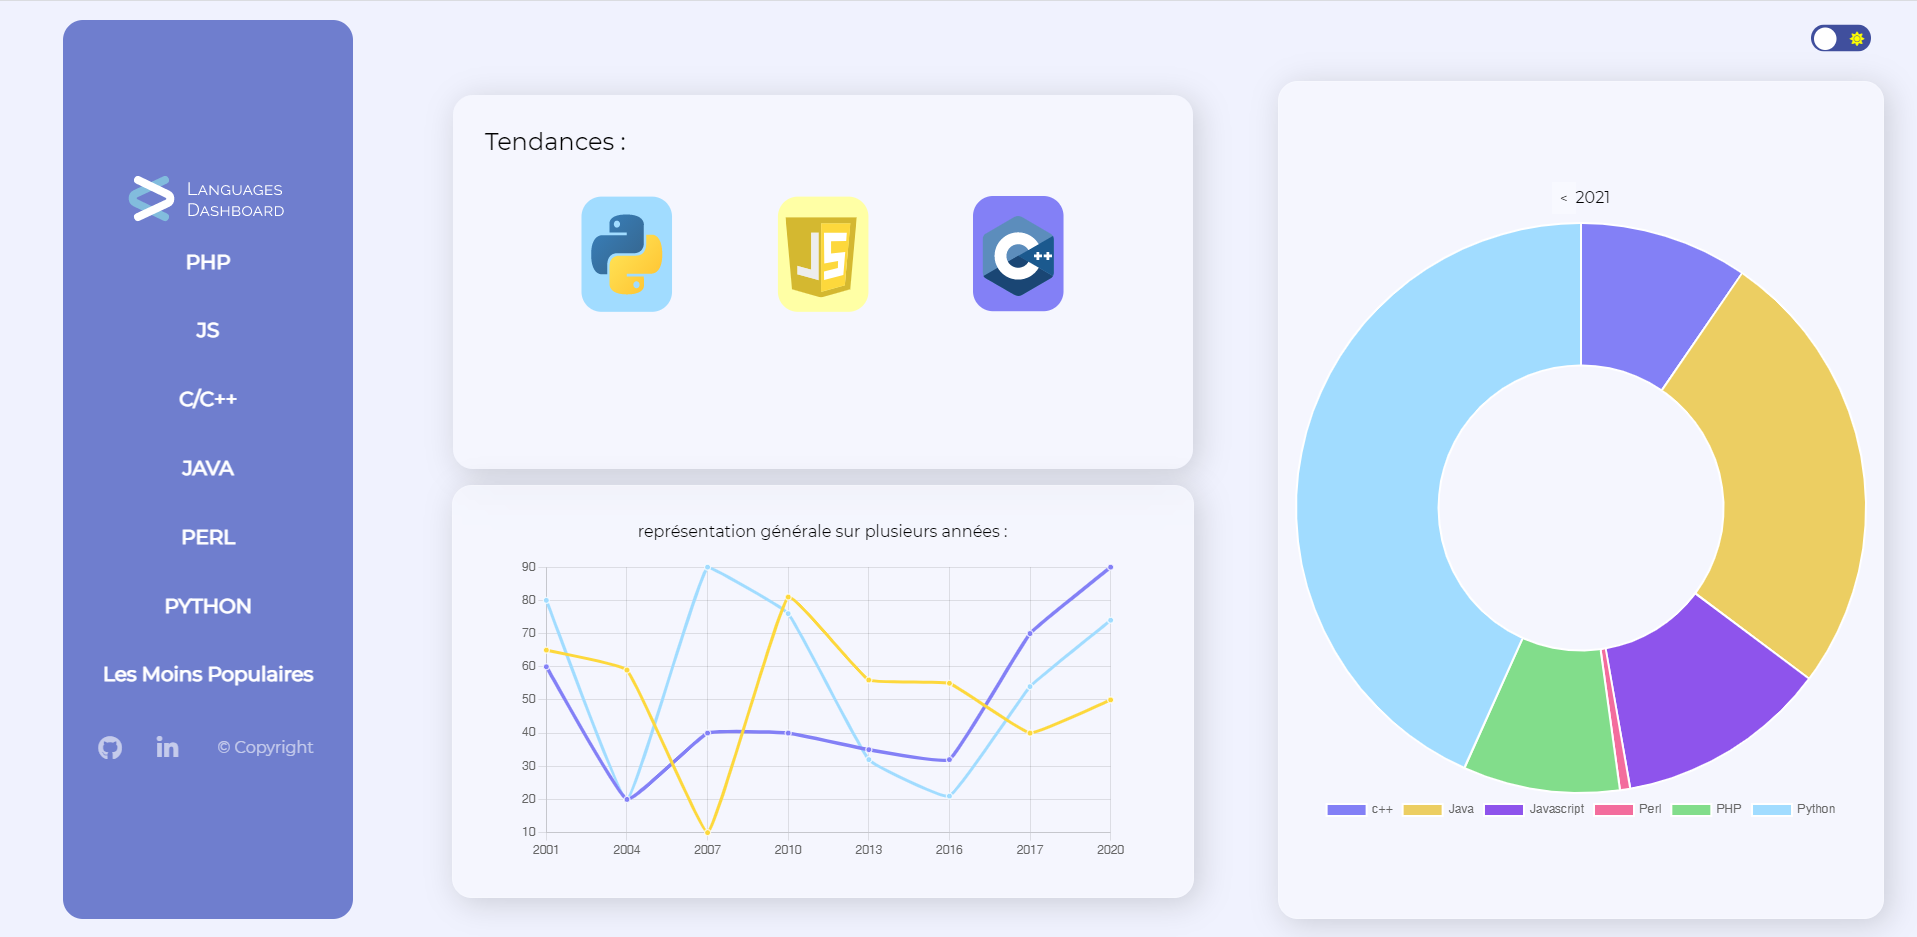 Languages
Dashboard
PHP
JS
C/C++
JAVA
PERL
PYTHON
Les Moins Populaires
© Copyright
Tendances :
JS
C++
représentation générale sur plusieurs années :
90
80
70
60
50
40
30
20
10
2001 2004 2007 2010 2013 2016 2017 2020
< 2021
c++ Java Javascript Perl PHP Python